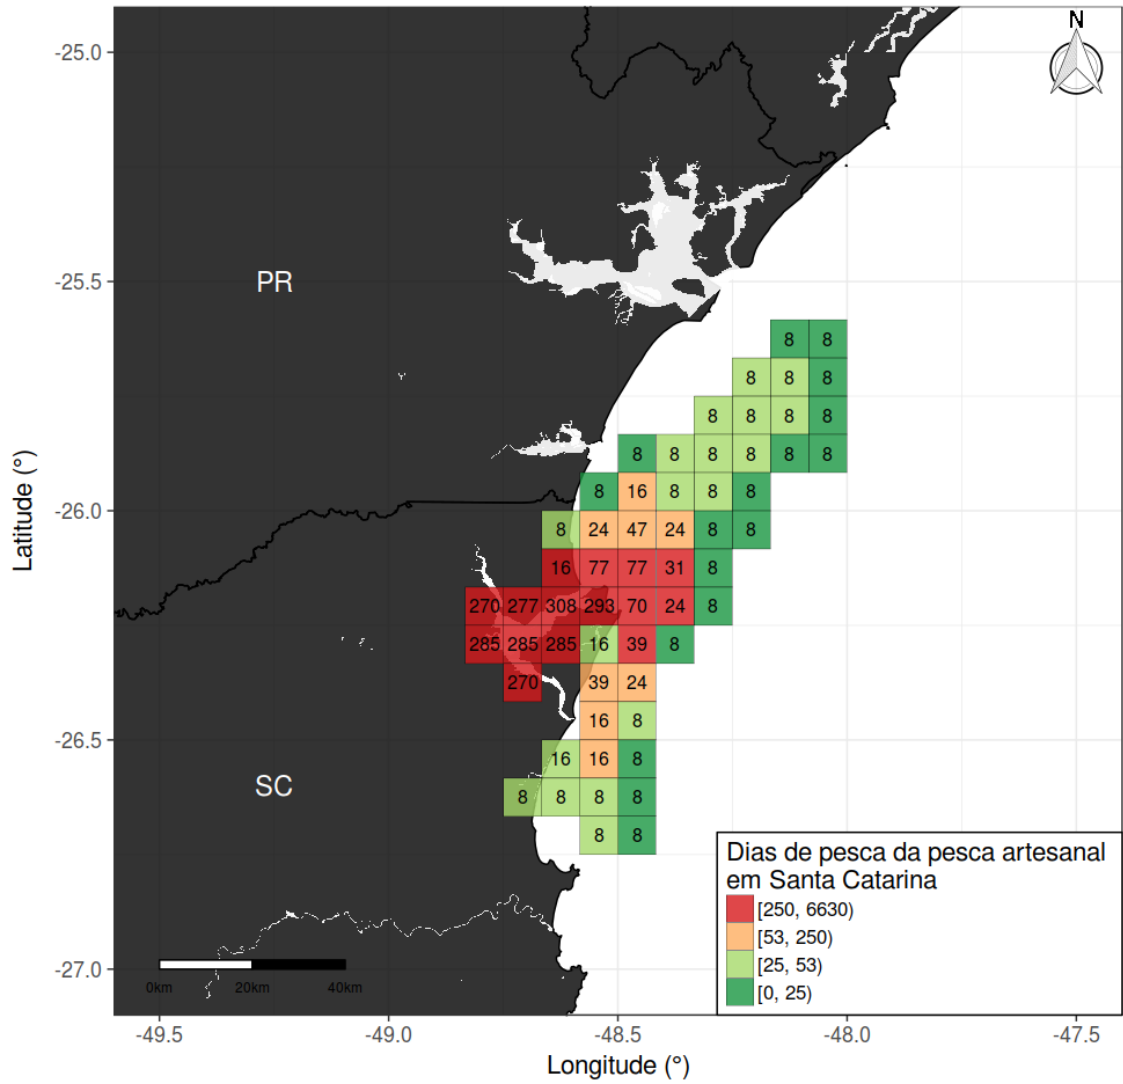 N
-25.0
PR
-25.5
8 8
8 8 8
8 8 8 8
8 8 8 8 8 8
8 16 8 8 8
-26.0
8 24 47 24 8 8
16 77 77 31 8
270 277 308 293 70 24 8
285 285 285 16 39 8
270 39 24
16 8
-26.5
16 16 8
SC
8 8 8 8
8 8
Latitude (°)
Dias de pesca da pesca artesanal
em Santa Catarina
[250, 6630)
[53, 250)
[25, 53)
[0, 25)
-27.0
0km 20km 40km
-49.5 -49.0 -48.5 -48.0 -47.5
Longitude (°)